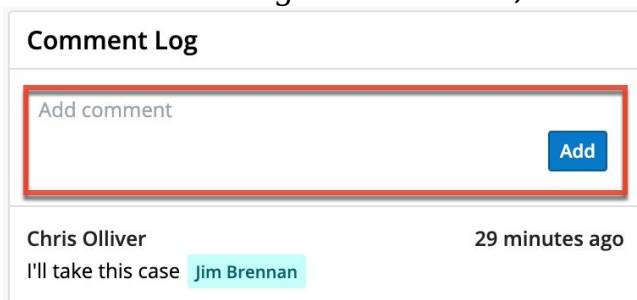 Comment Log
Add comment
Add
Chris Olliver 29 minutes ago
I'll take this case Jim Brennan